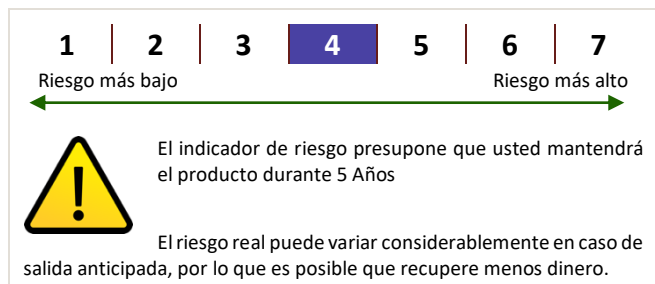 1 2 3 4 5 6 7
Riesgo más bajo Riesgo más alto
El indicador de riesgo presupone que usted mantendrá
el producto durante 5 Años
El riesgo real puede variar considerablemente en caso de
salida anticipada, por lo que es posible que recupere menos dinero.